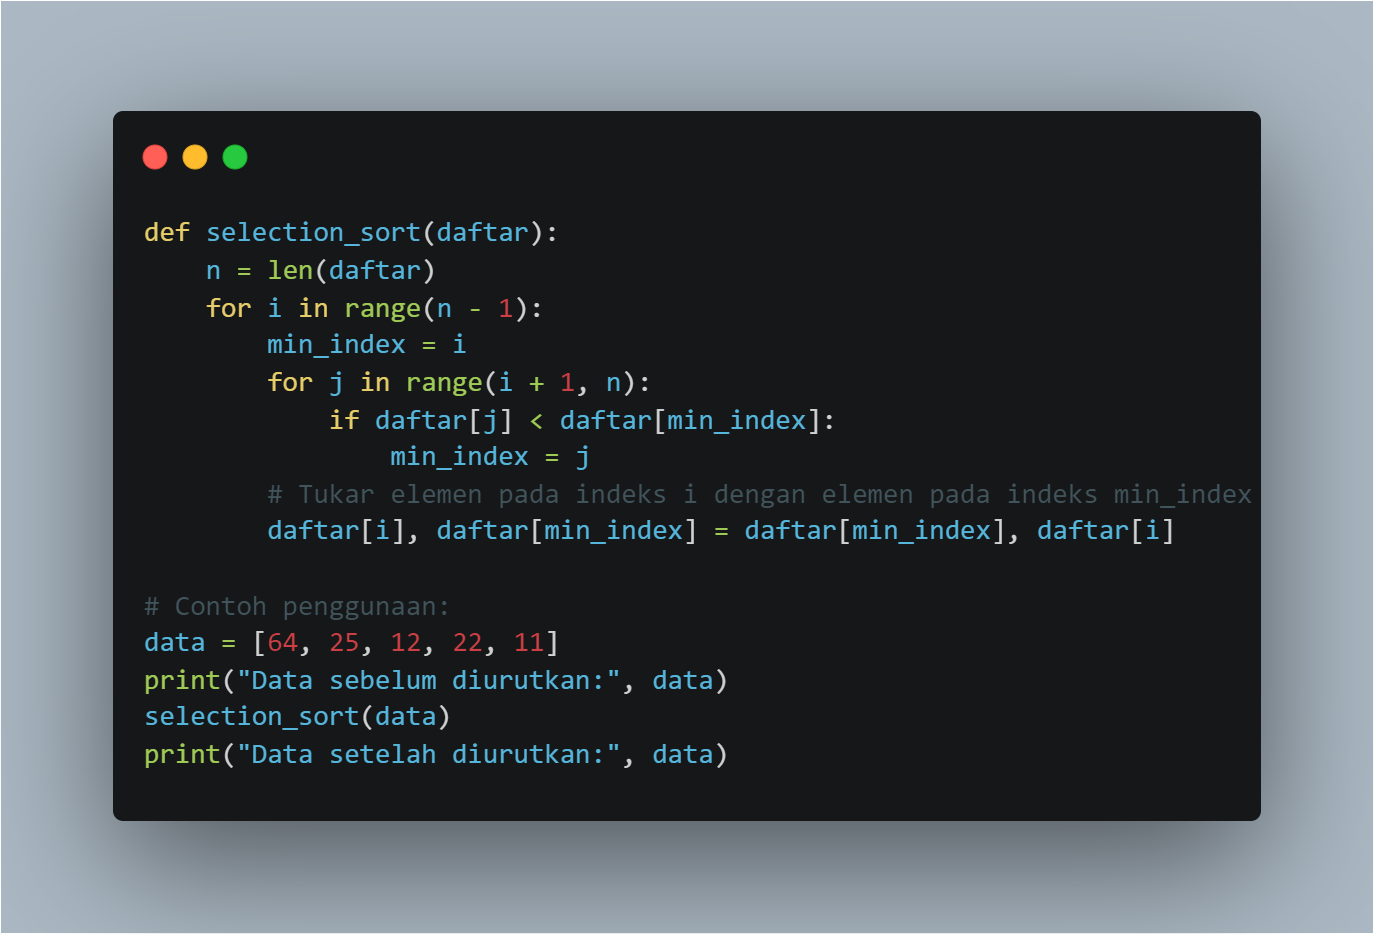 def selection_sort(daftar):
    n = len(daftar)
    for i in range(n - 1):
        min_index = i
        for j in range(i + 1, n):
            if daftar[j] < daftar[min_index]:
                min_index = j
        # Tukar elemen pada indeks i dengan elemen pada indeks min_index
        daftar[i], daftar[min_index] = daftar[min_index], daftar[i]

# Contoh penggunaan:
data = [64, 25, 12, 22, 11]
print("Data sebelum diurutkan:", data)
selection_sort(data)
print("Data setelah diurutkan:", data)